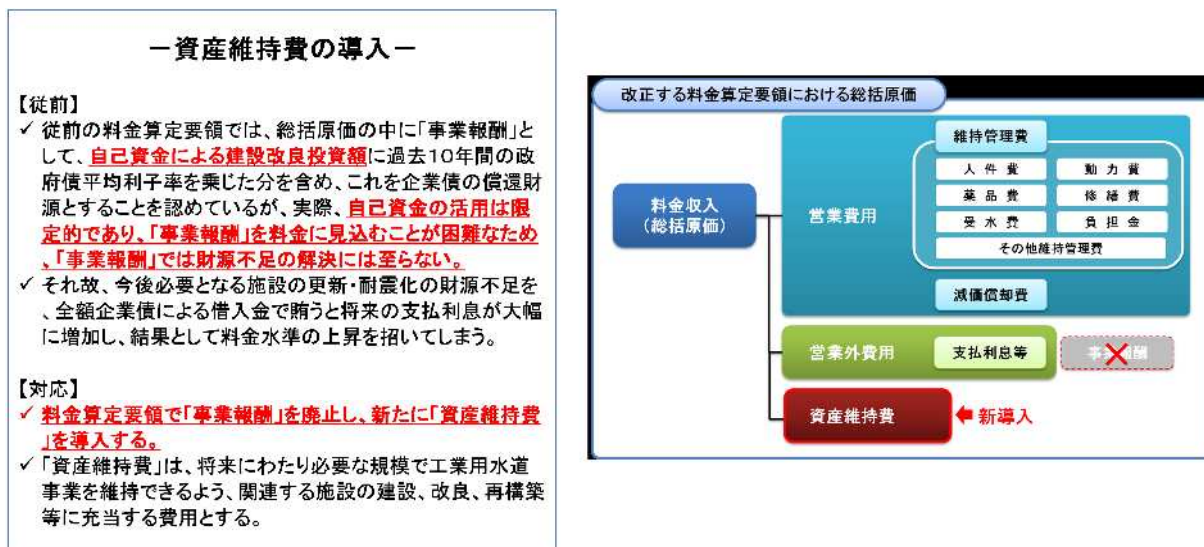 －資産維持費の導入－
【従前】
✓ 従前の料金算定要領では、総括原価の中に「事業報酬」と
して、自己資金による建設改良投資額に過去10年間の政
府債平均利子率を乗じた分を含め、これを企業債の償還財
源とすることを認めているが、実際、自己資金の活用は限
定的であり、「事業報酬」を料金に見込むことが困難なため
、「事業報酬」では財源不足の解決には至らない。
✓ それ故、今後必要となる施設の更新・耐震化の財源不足を
、全額企業債による借入金で賄うと将来の支払利息が大幅
に増加し、結果として料金水準の上昇を招いてしまう。
【対応】
✓ 料金算定要領で「事業報酬」を廃止し、新たに「資産維持費
」を導入する。
✓ 「資産維持費」は、将来にわたり必要な規模で工業用水道
事業を維持できるよう、関連する施設の建設、改良、再構築
等に充当する費用とする。
改正する料金算定要領における総括原価
料金収入
（総括原価）
営業費用
維持管理費
人件費
動力費
薬品費
修繕費
受水費
負担金
その他維持管理費
減価償却費
営業外費用
支払利息等
事業報酬
資産維持費
新導入